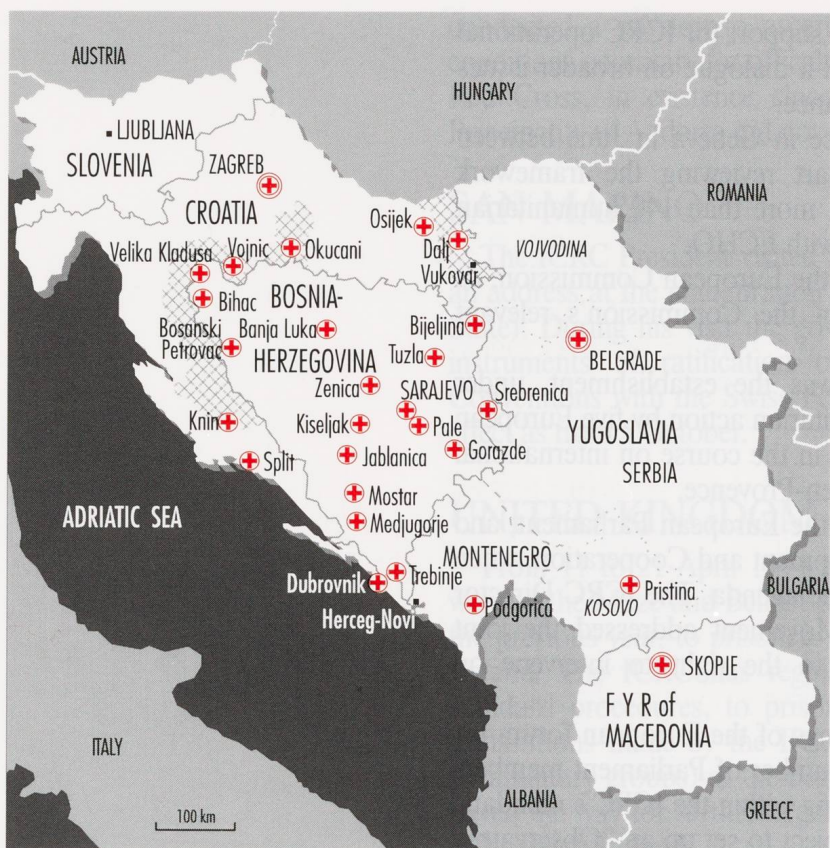 AUSTRIA
HUNGARY
LJUBLJANA
SLOVENIA
ZAGREB
ROMANIA
CROATIA
Osijek
Dalj
Vukovar
VOJVODINA
Velika Kladusa
Vojnic
Okucani
Bihac
BOSNIA-
HERZEGOVINA
Bosanski
Petrovac
Banja Luka
Bijeljina
Tuzla
BELGRADE
Zenica
SARAJEVO
Srebrenica
Knin
Kiseljak
Pale
YUGOSLAVIA
SERBIA
Split
Jablanica
Gorazde
Mostar
Medjugorje
ADRIATIC SEA
MONTENEGRO
Trebinje
Dubrovnik
Herceg-Novi
Podgorica
Pristina
KOSOVO
BULGARIA
SKOPJE
F Y R of
MACEDONIA
ITALY
100 km
ALBANIA
GREECE